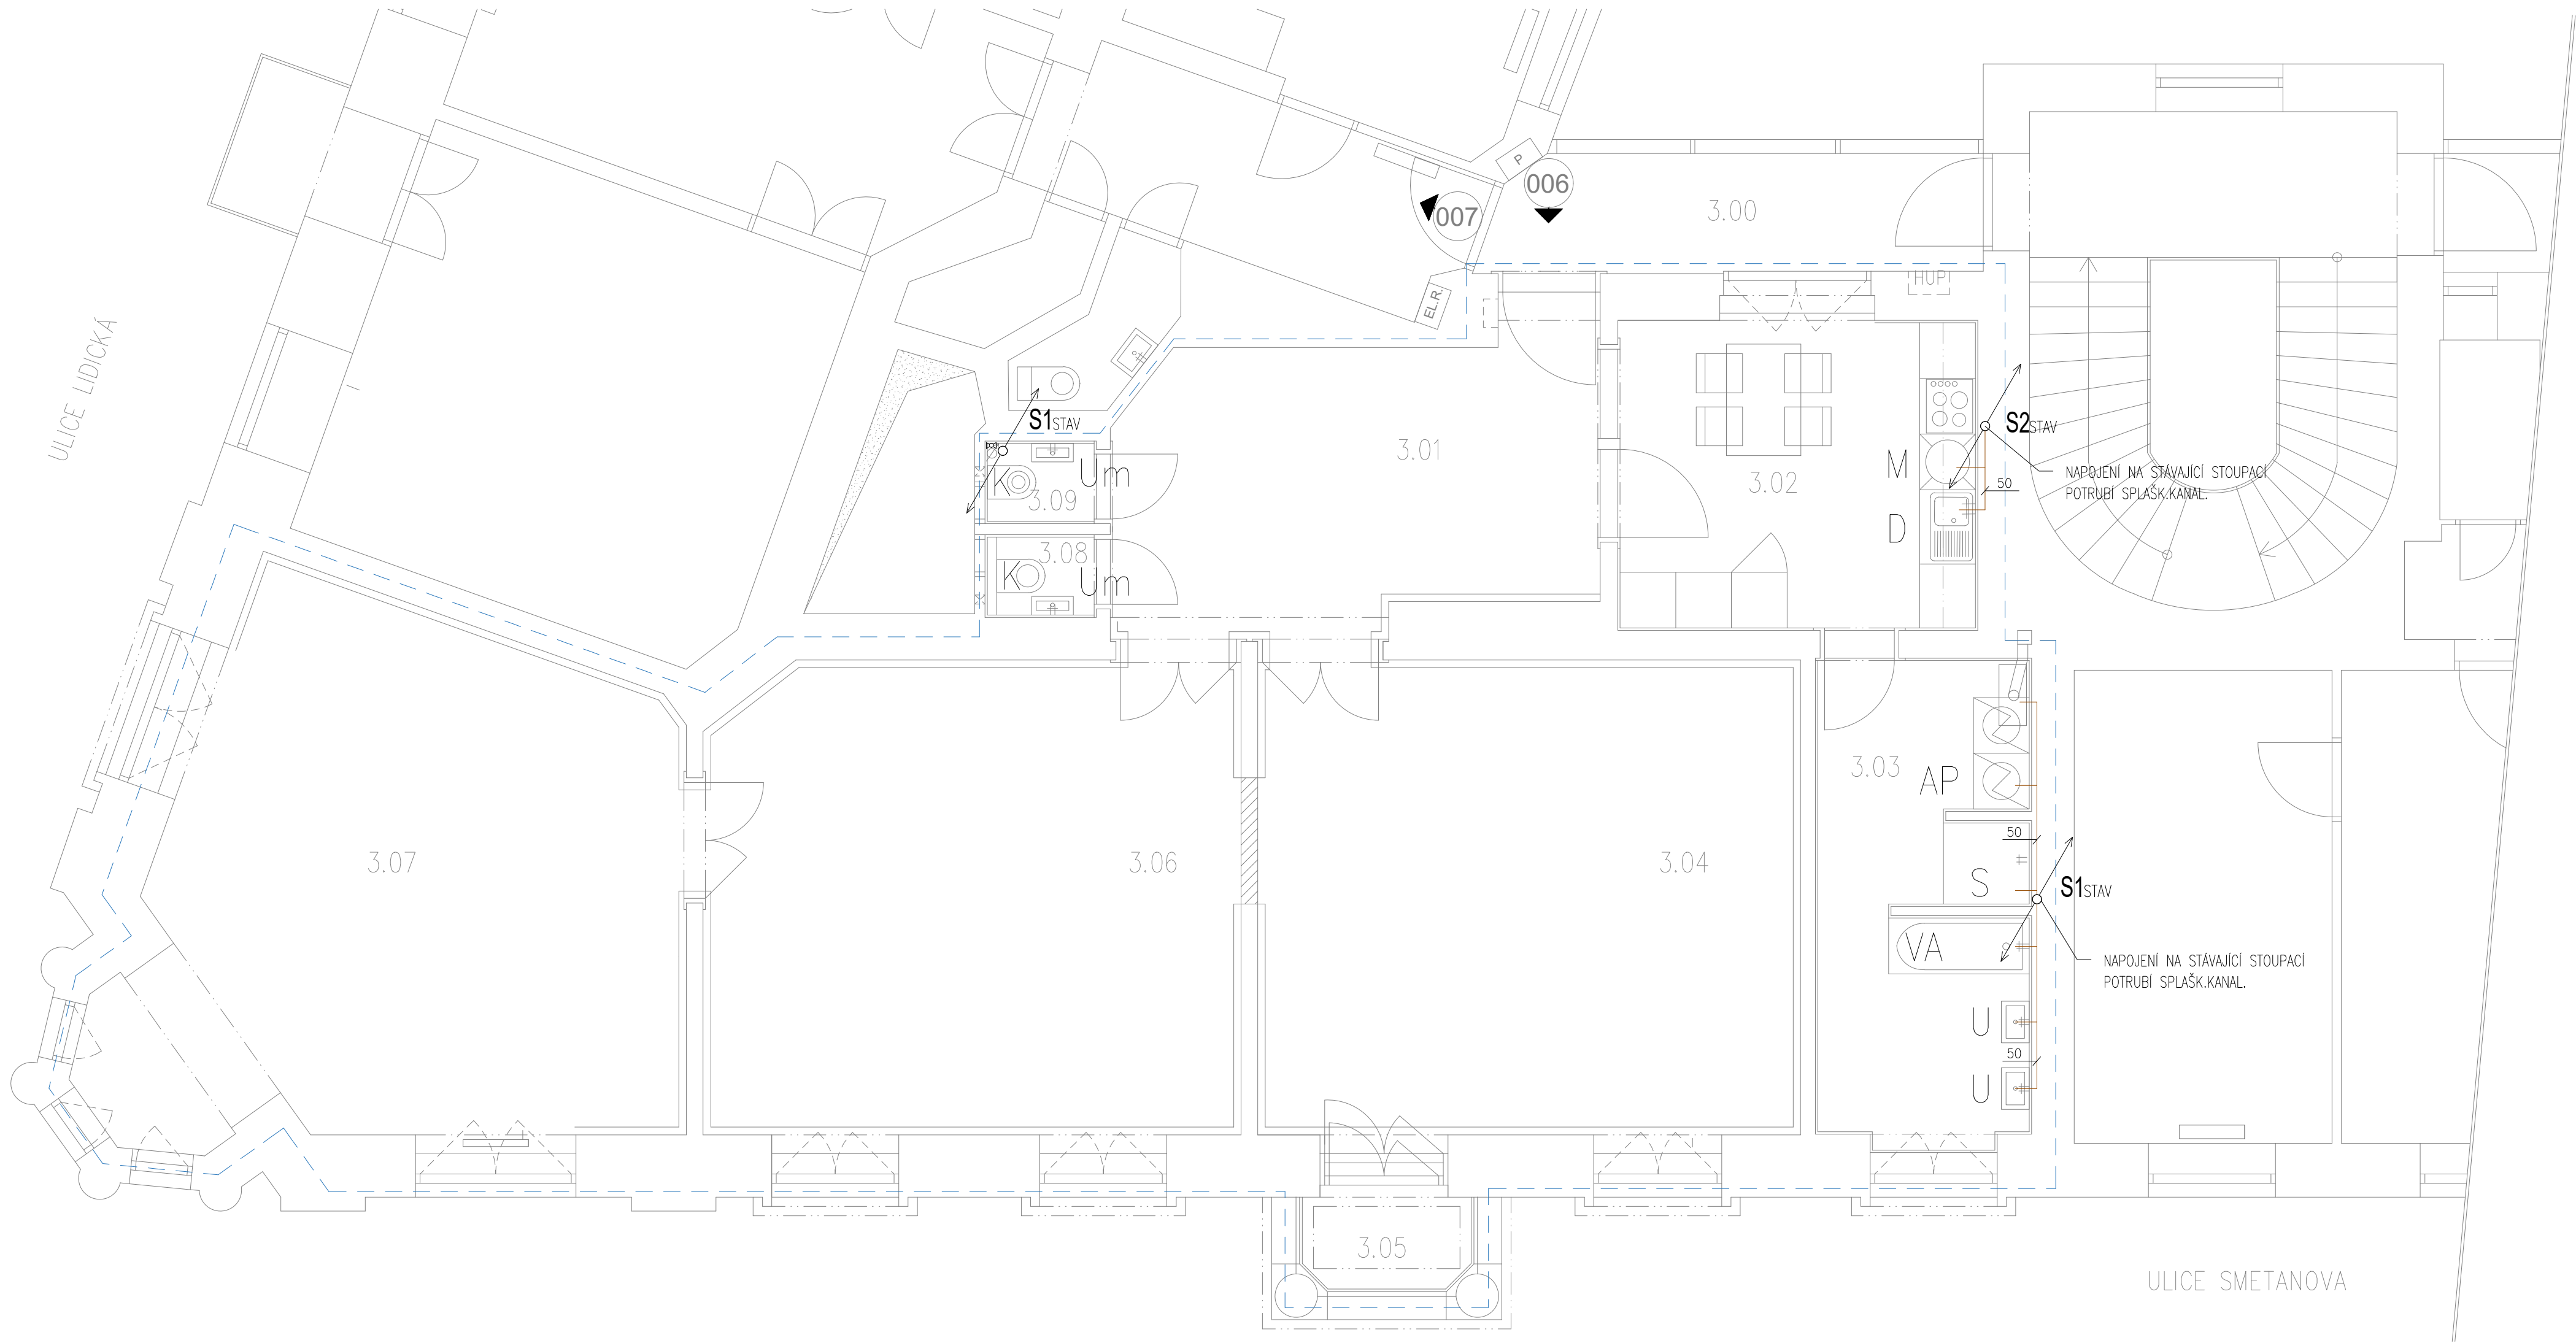 P
006
007
3.00
HUP
EL.R.
ULICE LIDICKÁ
S1STAV
S2STAV
3.01
3.02
M
D
50
NAPOJENÍ NA STÁVAJÍCÍ STOUPACÍ
POTRUBÍ SPLAŠK.KANAL.
K
Um
3.09
3.08
K
Um
3.03
AP
50
3.07
3.06
3.04
S
S1STAV
VA
NAPOJENÍ NA STÁVAJÍCÍ STOUPACÍ
POTRUBÍ SPLAŠK.KANAL.
U
50
U
3.05
ULICE SMETANOVA